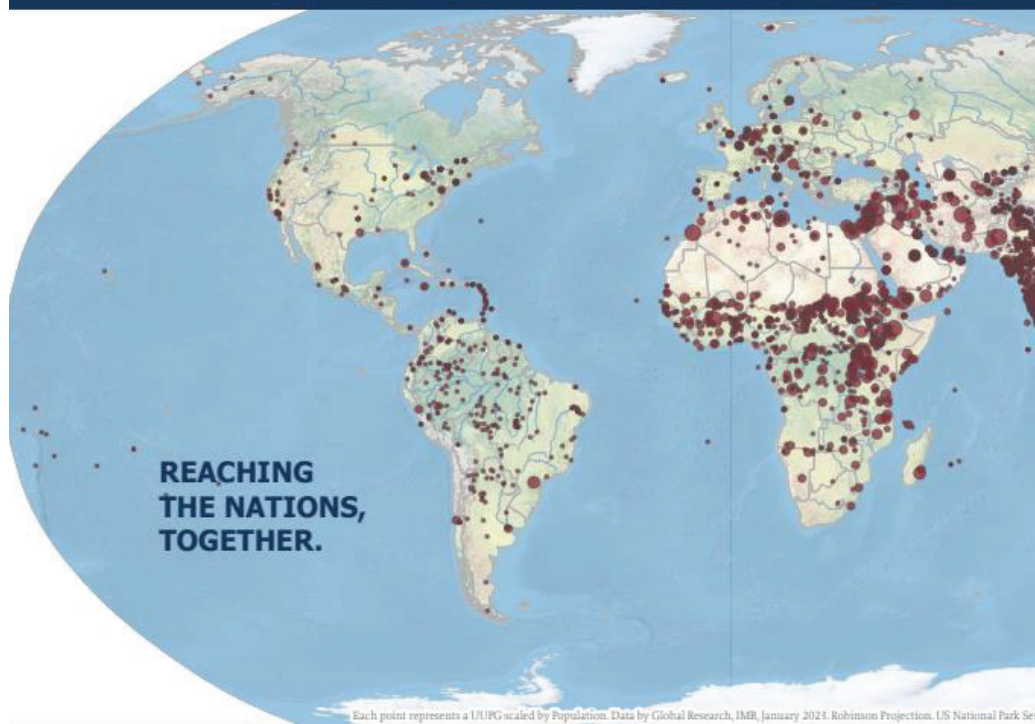 REACHING
THE NATIONS,
TOGETHER.
Each point represents a UUPG scaled by Population. Data by Global Research, IMB, January 2023. Robinson Projection. US National Park Se